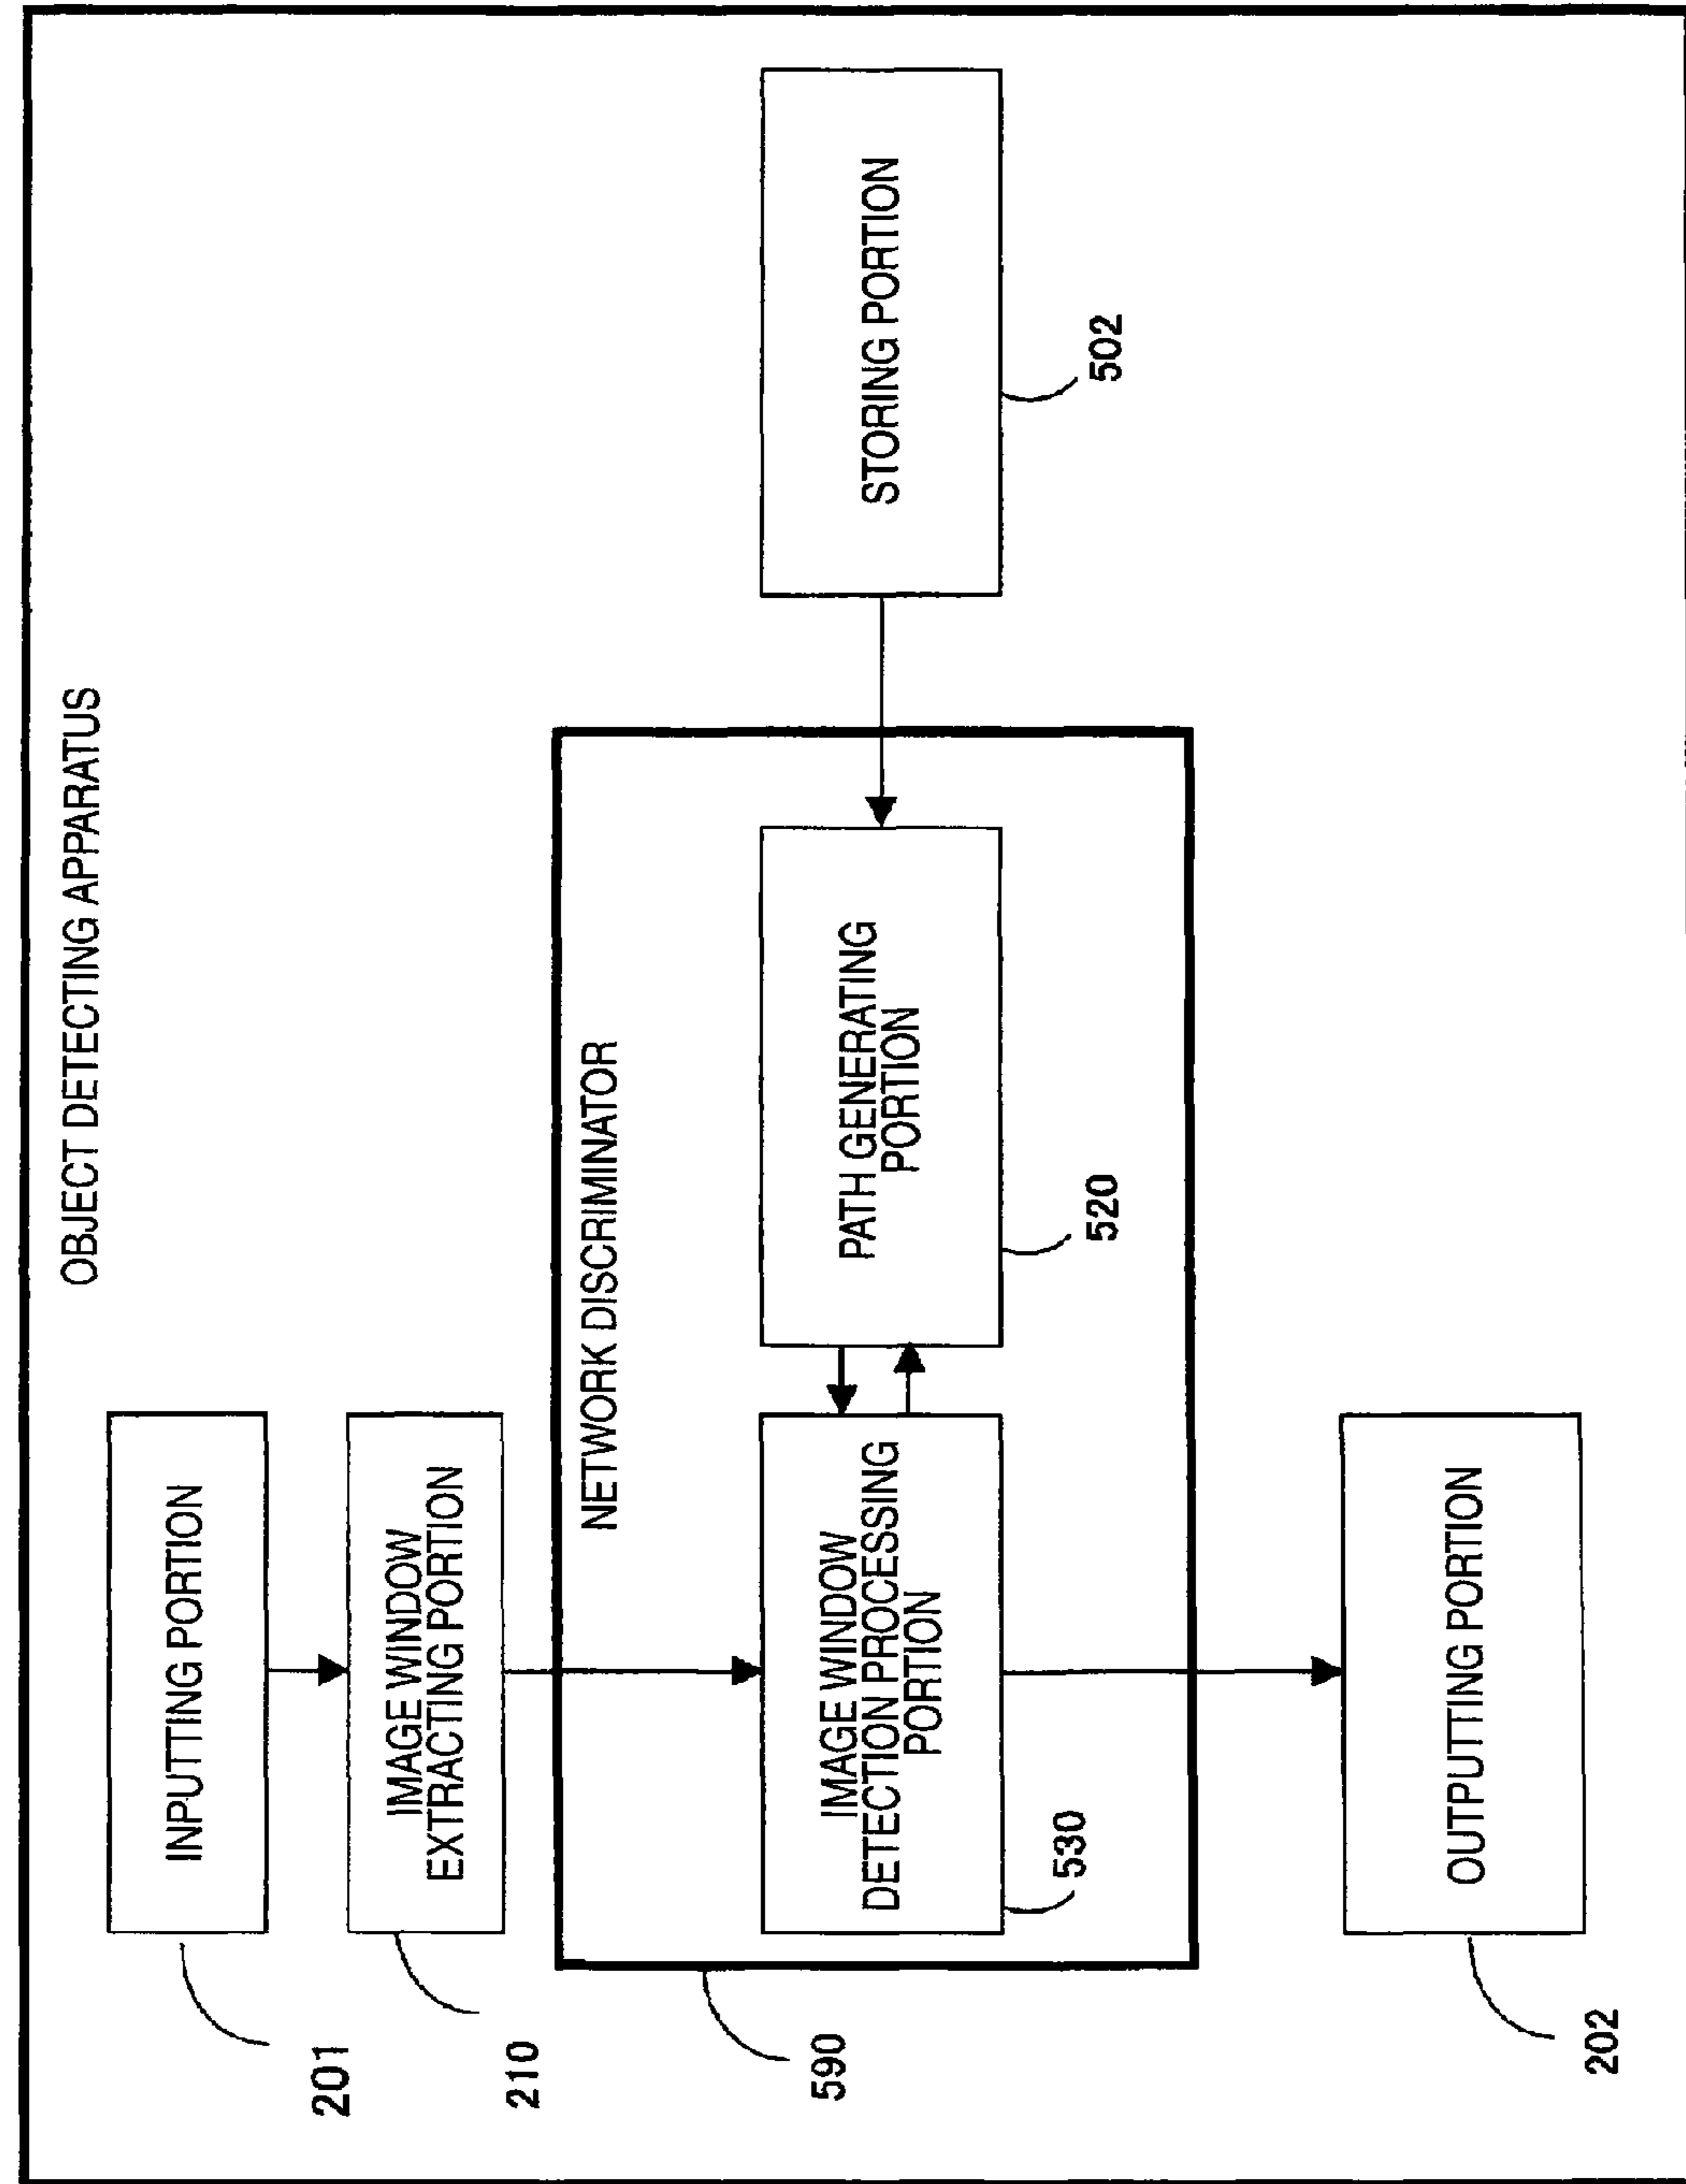 OBJECT DETECTING APPARATUS
INPUTTING PORTION
201
IMAGE WINDOW
EXTRACTING PORTION
210
NETWORK DISCRIMINATOR
590
IMAGE WINDOW
DETECTION PROCESSING
PORTION
530
PATH GENERATING
PORTION
520
STORING PORTION
502
OUTPUTTING PORTION
202